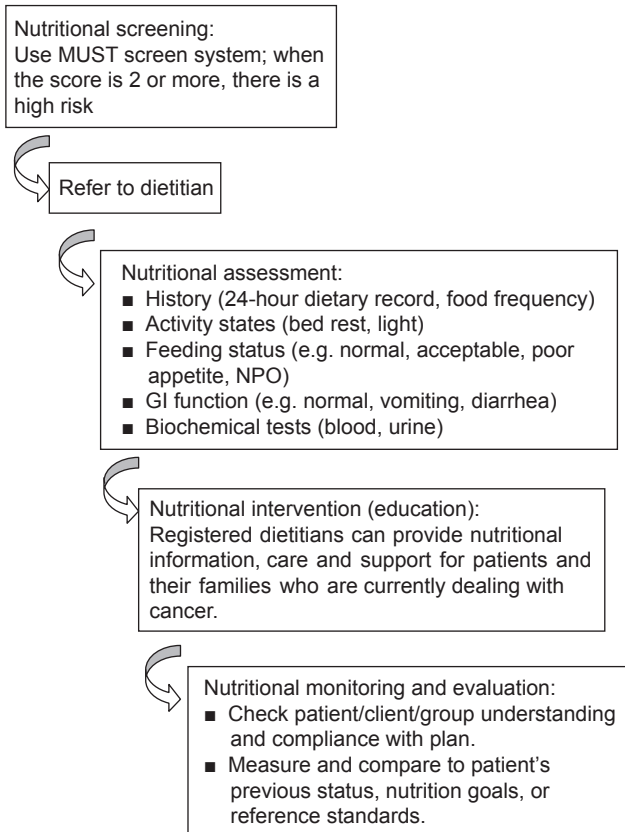 Nutritional screening:
Use MUST screen system; when
the score is 2 or more, there is a
high risk
Refer to dietitian
Nutritional assessment:
■ History (24-hour dietary record, food frequency)
■ Activity states (bed rest, light)
■ Feeding status (e.g. normal, acceptable, poor
appetite, NPO)
■ GI function (e.g. normal, vomiting, diarrhea)
■ Biochemical tests (blood, urine)
Nutritional intervention (education):
Registered dietitians can provide nutritional
information, care and support for patients and
their families who are currently dealing with
cancer.
Nutritional monitoring and evaluation:
■ Check patient/client/group understanding
and compliance with plan.
■ Measure and compare to patient's
previous status, nutrition goals, or
reference standards.